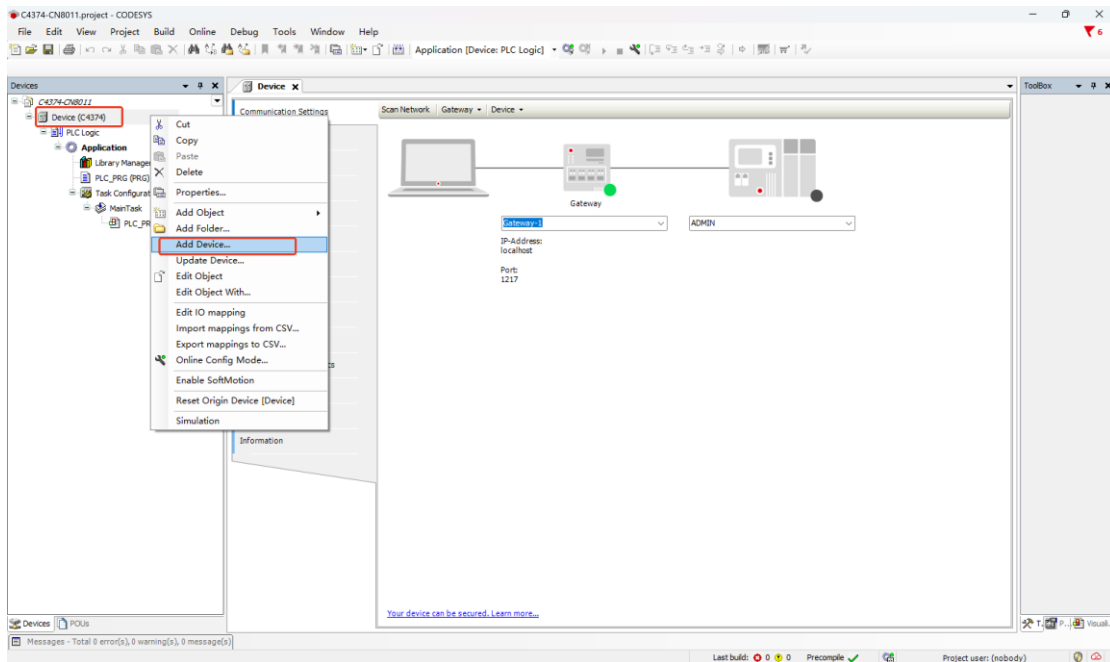 C4374-CN8011.project - CODESYS
File Edit View Project Build Online Debug Tools Window Help
Application [Device: PLC Logic]
6
Devices
Device
ToolBox
C4374-CN8011
Device (C4374)
PLC Logic
Application
Library Manager
PLC_PRG (PRG)
Task Configurat
MainTask
PLC_PR
Cut
Copy
Paste
Delete
Properties...
Add Object
Add Folder...
Add Device...
Update Device...
Edit Object
Edit Object With...
Edit IO mapping
Import mappings from CSV...
Export mappings to CSV...
Online Config Mode...
Enable SoftMotion
Reset Origin Device [Device]
Simulation
Communication Settings
Information
Scan Network Gateway Device
Gateway
Gateway-1
ADMIN
IP-Address:
localhost
Port:
1217
Your device can be secured. Learn more...
Devices POUs
T. P... Visuali.
Messages - Total 0 error(s), 0 warning(s), 0 message(s)
Last build: 0 0 Precompile Project user: (nobody)